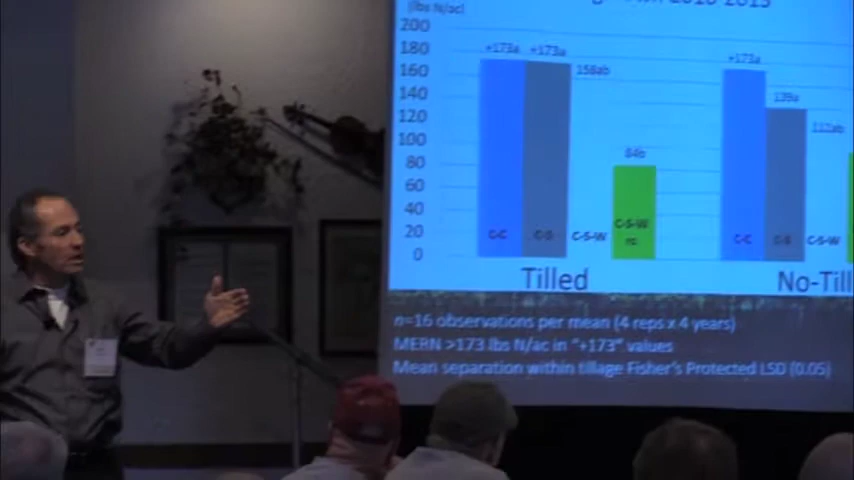 (lbs N/ac)
200
180
160
140
120
100
80
60
40
20
0
+173a +173a 158ab 84b
C-C C-S C-S-W C-S-W
rc
Tilled
+173a 139a 112ab
C-C C-S C-S-W
No-Till
n=16 observations per mean (4 reps x 4 years)
MERN >173 lbs N/ac in "+173" values
Mean separation within tillage Fisher's Protected LSD (0.05)